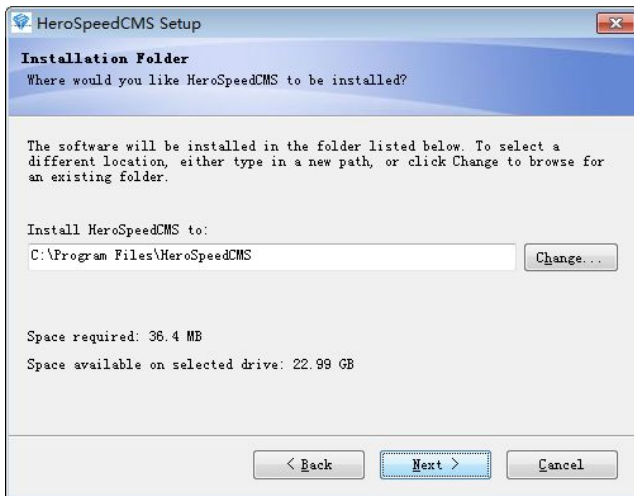 HeroSpeedCMS Setup
Installation Folder
Where would you like HeroSpeedCMS to be installed?
The software will be installed in the folder listed below. To select a
different location, either type in a new path, or click Change to browse for
an existing folder.
Install HeroSpeedCMS to:
C:\Program Files\HeroSpeedCMS
Change...
Space required: 36.4 MB
Space available on selected drive: 22.99 GB
< Back
Next >
Cancel